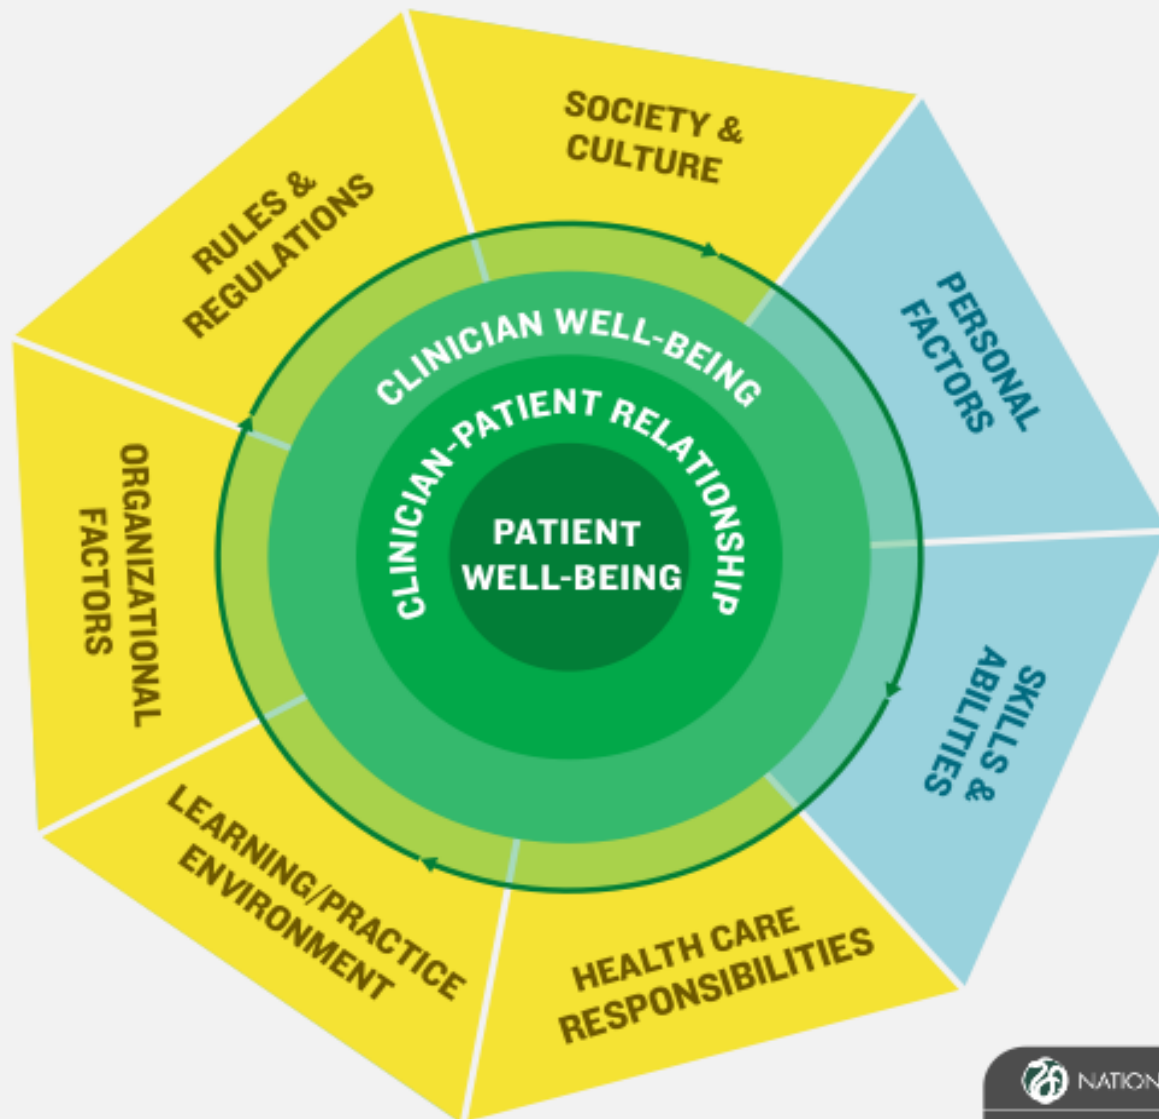 SOCIETY &
CULTURE
RULES &
REGULATIONS
PERSONAL
FACTORS
CLINICIAN WELL-BEING
CLINICIAN-PATIENT RELATIONSHIP
PATIENT
WELL-BEING
ORGANIZATIONAL
FACTORS
SKILLS &
ABILITIES
LEARNING/PRACTICE
ENVIRONMENT
HEALTH CARE
RESPONSIBILITIES
NATION